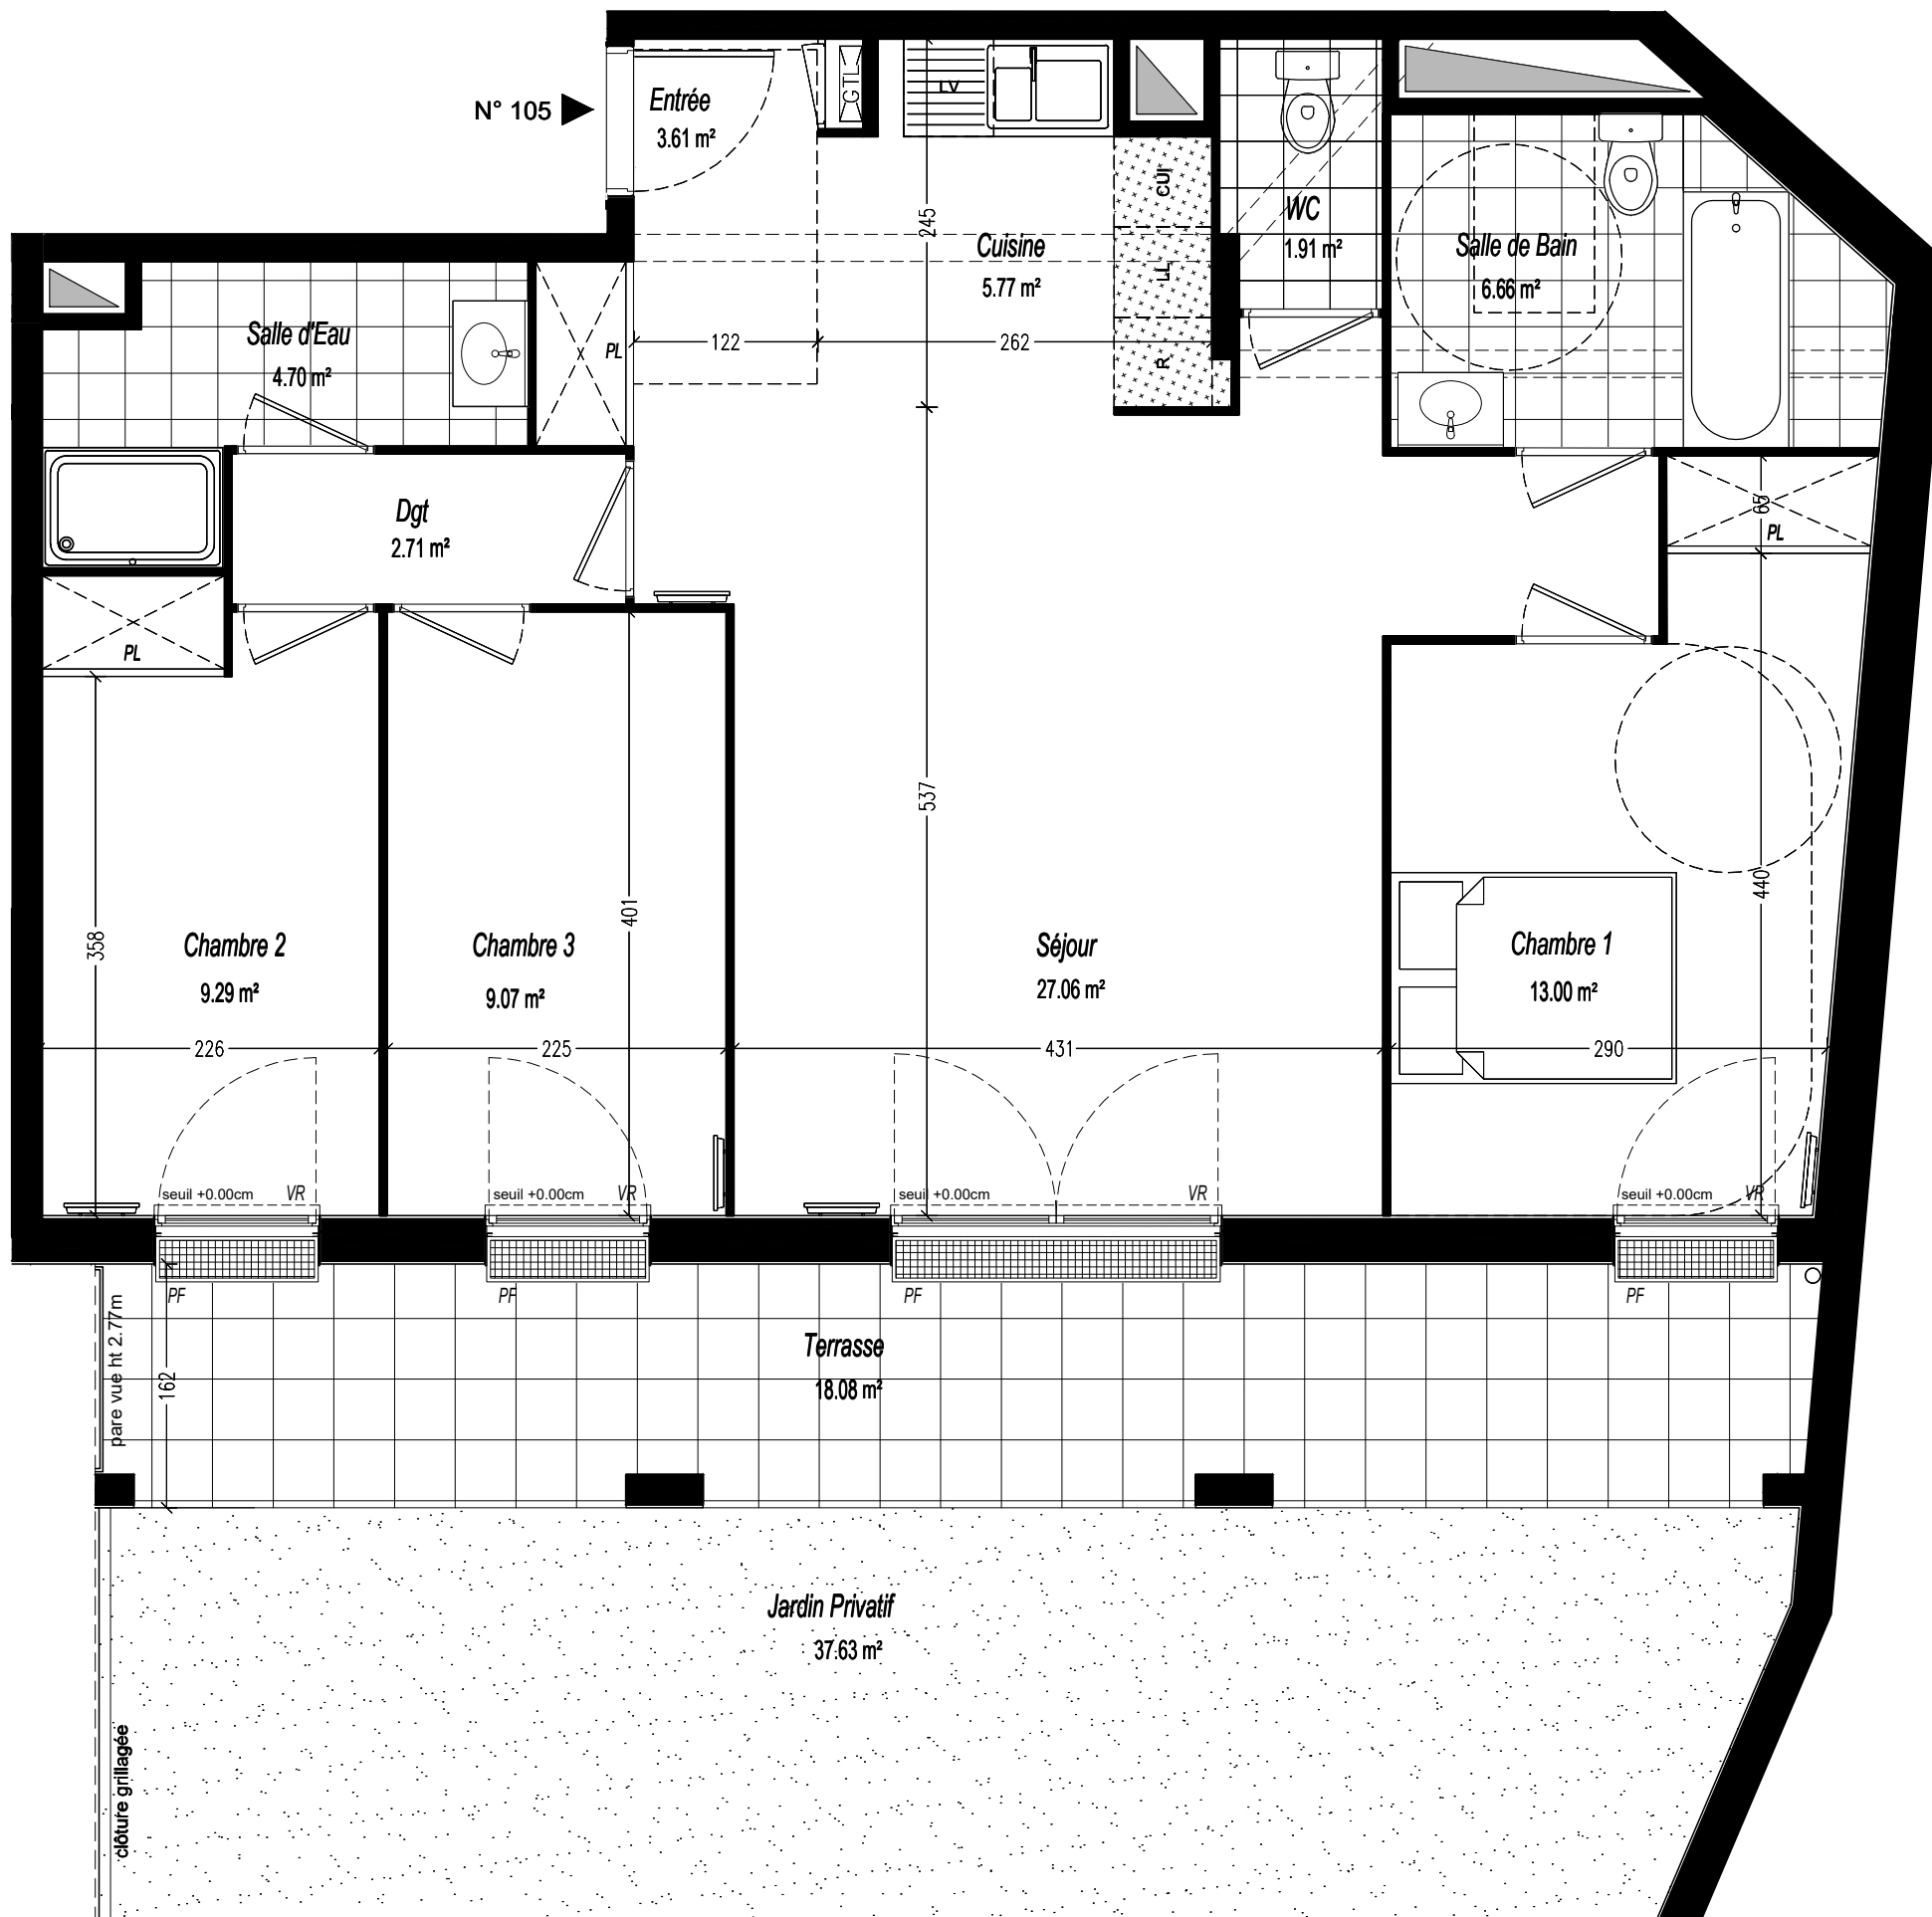 N° 105
Entrée
3.61 m²
GTL
LV
CUI
LL
R
245
Cuisine
5.77 m²
WC
1.91 m²
Salle de Bain
6.66 m²
Salle d'Eau
4.70 m²
PL
122
262
Dgt
2.71 m²
65
PL
PL
537
358
401
440
Chambre 2
9.29 m²
Chambre 3
9.07 m²
Séjour
27.06 m²
Chambre 1
13.00 m²
226
225
431
290
seuil +0.00cm
VR
seuil +0.00cm
VR
seuil +0.00cm
VR
seuil +0.00cm
VR
PF
PF
PF
PF
pare vue ht 2.77m
162
Terrasse
18.08 m²
Jardin Privatif
37.63 m²
clôture grillagée